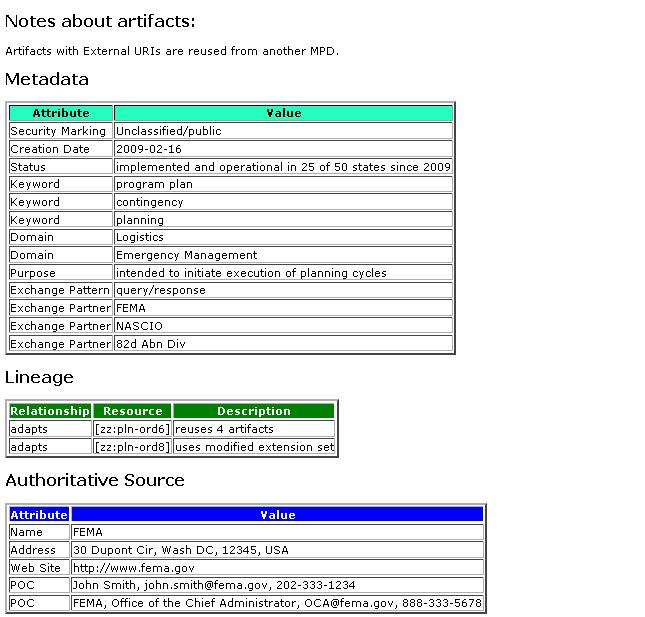 Notes about artifacts:
Artifacts with External URIs are reused from another MPD.
Metadata
Attribute Value
Security Marking Unclassified/public
Creation Date 2009-02-16
Status implemented and operational in 25 of 50 states since 2009
Keyword program plan
Keyword contingency
Keyword planning
Domain Logistics
Domain Emergency Management
Purpose intended to initiate execution of planning cycles
Exchange Pattern query/response
Exchange Partner FEMA
Exchange Partner NASCIO
Exchange Partner 82d Abn Div
Lineage
Relationship Resource Description
adapts [zz:pln-ord6] reuses 4 artifacts
adapts [zz:pln-ord8] uses modified extension set
Authoritative Source
Attribute Value
Name FEMA
Address 30 Dupont Cir, Wash DC, 12345, USA
Web Site http://www.fema.gov
POC John Smith, john.smith@fema.gov, 202-333-1234
POC FEMA, Office of the Chief Administrator, OCA@fema.gov, 888-333-5678